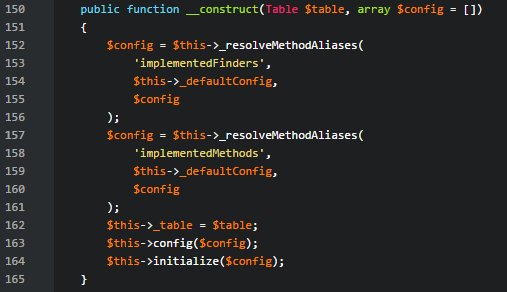 150 public function __construct(Table $table, array $config = [])
151 {
152 $config = $this->_resolveMethodAliases(
153 'implementedFinders',
154 $this->_defaultConfig,
155 $config
156 );
157 $config = $this->_resolveMethodAliases(
158 'implementedMethods',
159 $this->_defaultConfig,
160 $config
161 );
162 $this->_table = $table;
163 $this->config($config);
164 $this->initialize($config);
165 }